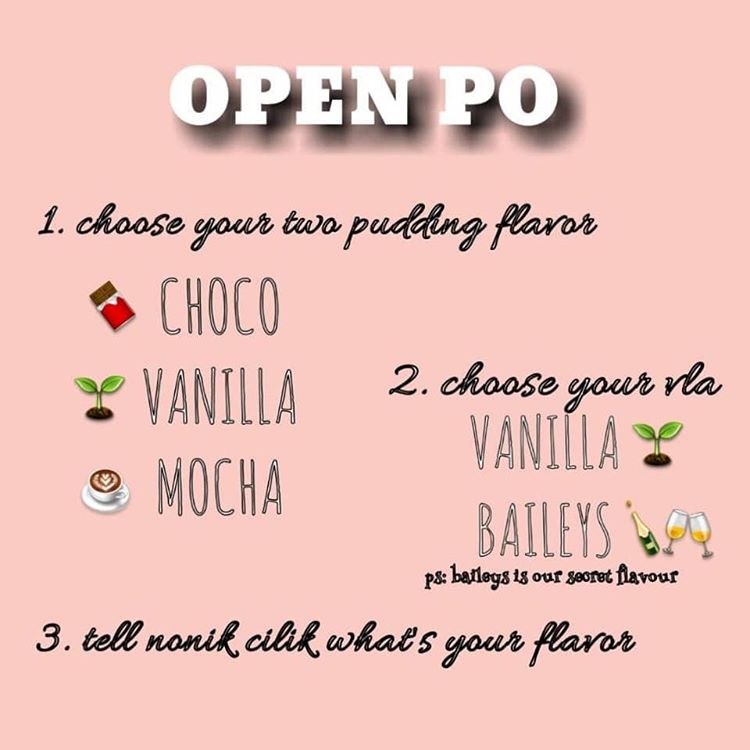 OPEN PO
1. choose your two pudding flavor
CHOCO
VANILLA
MOCHA
2. choose your vla
VANILLA
BAILEYS
ps: baileys is our secret flavour
3. tell nonik cilik what's your flavor